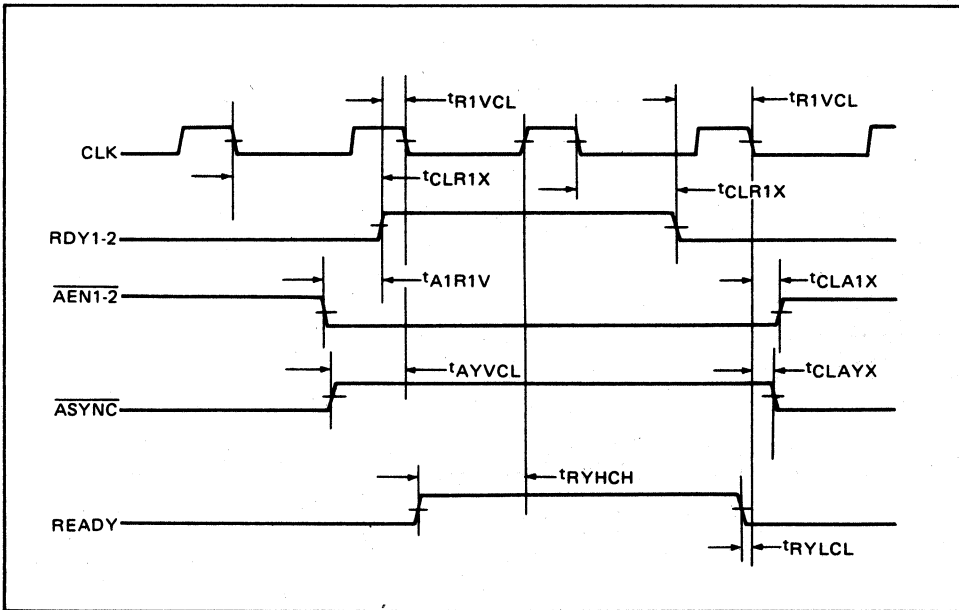 tR1VCL tR1VCL
CLK
tCLR1X tCLR1X
RDY1-2
tA1R1V tCLA1X
AEN1-2
tAYVCL tCLAYX
ASYNC
tRYHCH
READY
tRYLCL